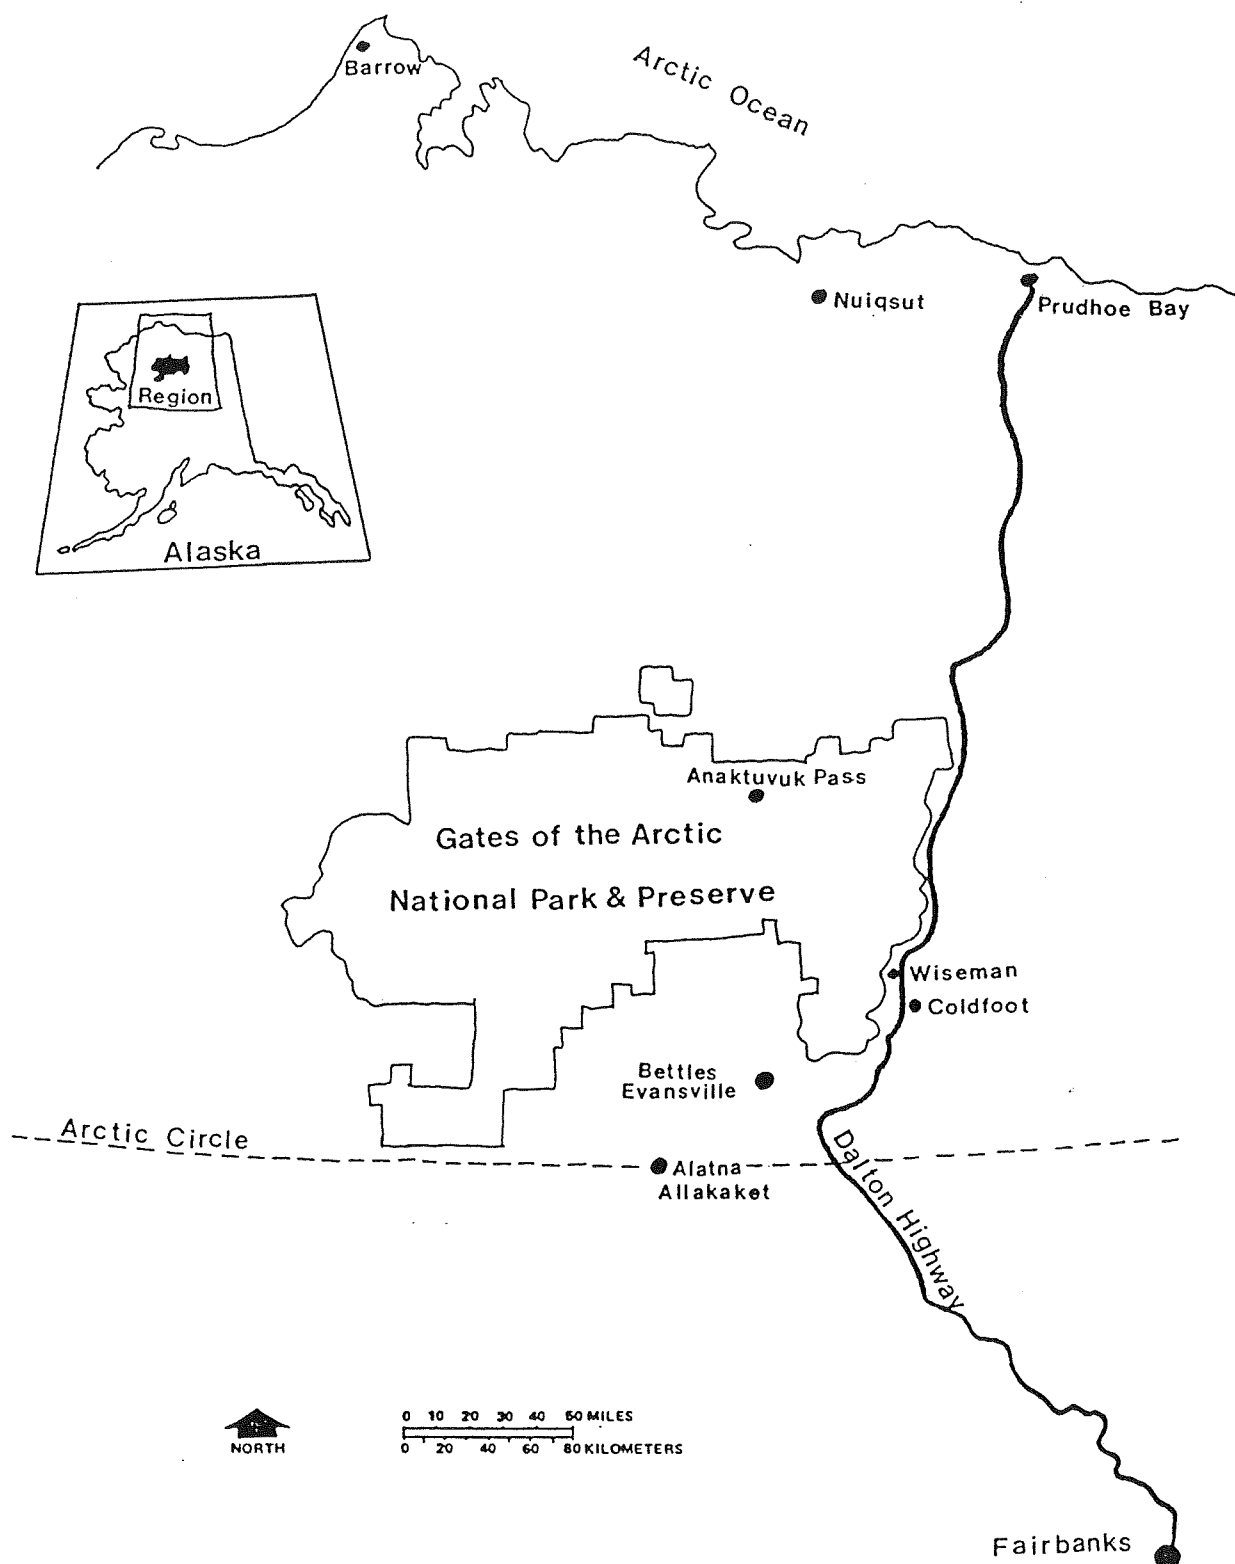 Arctic Ocean
Barrow
Nuiqsut
Prudhoe Bay
Region
Alaska
Anaktuvuk Pass
Gates of the Arctic
National Park & Preserve
Wiseman
Coldfoot
Bettles
Evansville
Arctic Circle
Alatna
Allakaket
Dalton Highway
NORTH
0 10 20 30 40 50 MILES
0 20 40 60 80 KILOMETERS
Fairbanks